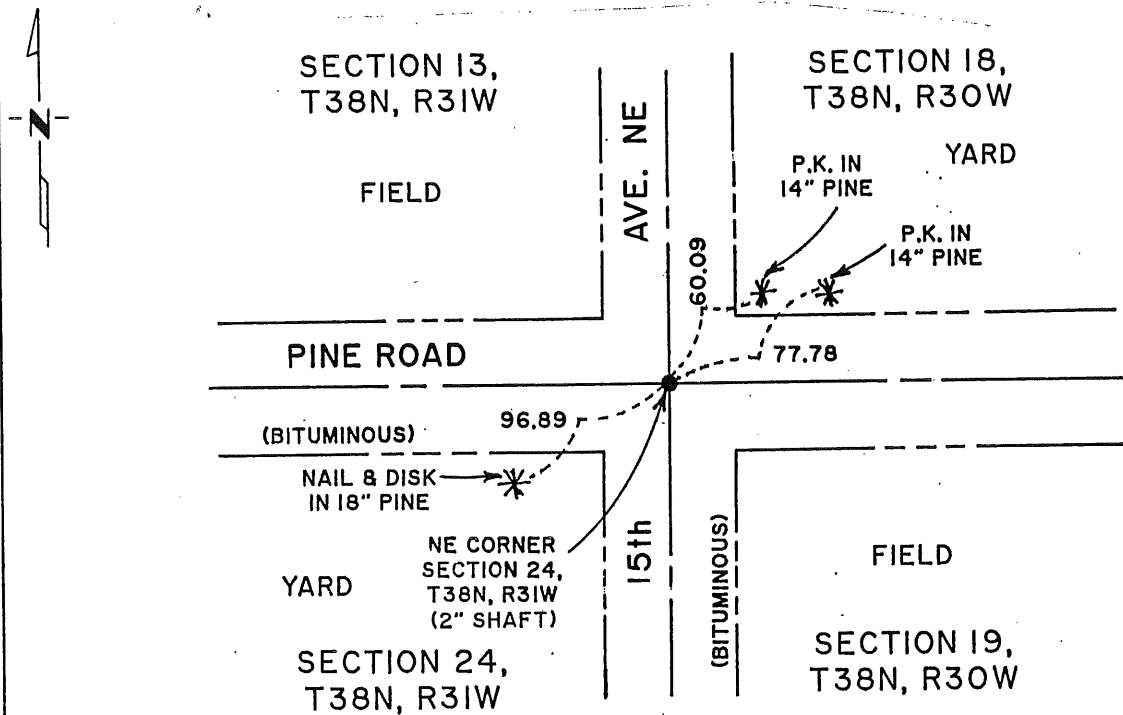 SECTION 13,
T38N, R31W
SECTION 18,
T38N, R30W
N
FIELD
AVE. NE
YARD
P.K. IN
14" PINE
P.K. IN
14" PINE
60.09
PINE ROAD
77.78
96.89
(BITUMINOUS)
NAIL & DISK
IN 18" PINE
NE CORNER
SECTION 24,
T38N, R31W
(2" SHAFT)
15th
(BITUMINOUS)
FIELD
YARD
SECTION 24,
T38N, R31W
SECTION 19,
T38N, R30W